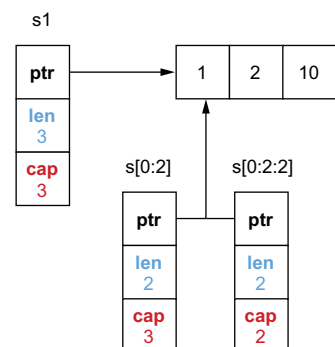 s1
ptr
1 2 10
len
3
cap
3
s[0:2] s[0:2:2]
ptr ptr
len len
2 2
cap cap
3 2